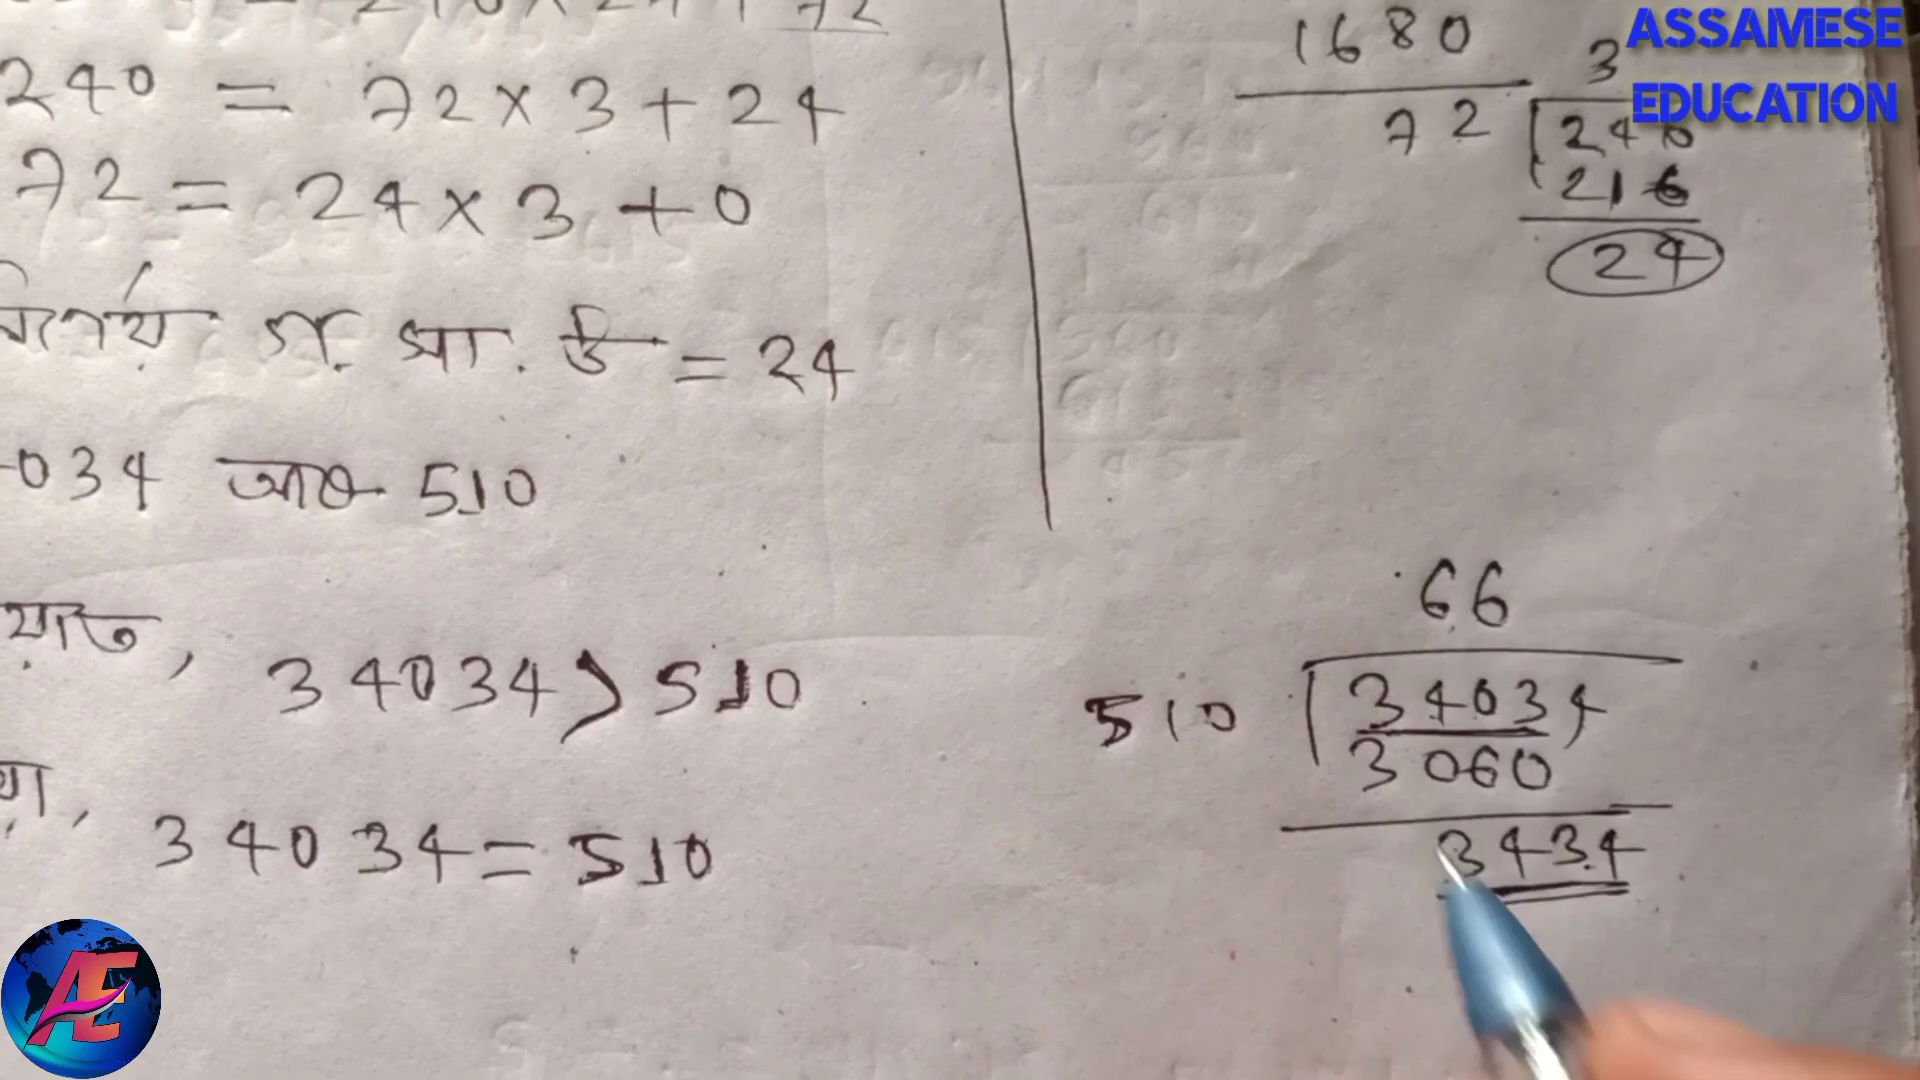 240 = 72 × 3 + 24
72 = 24 × 3 + 0
নিৰ্ণেয় গ. সা. উ = 24
034 আৰু 510
34034 > 510
34034 = 510
1680
72
3
240
216
24
66
510
34034
3060
3434
ASSAMESE
EDUCATION
AE